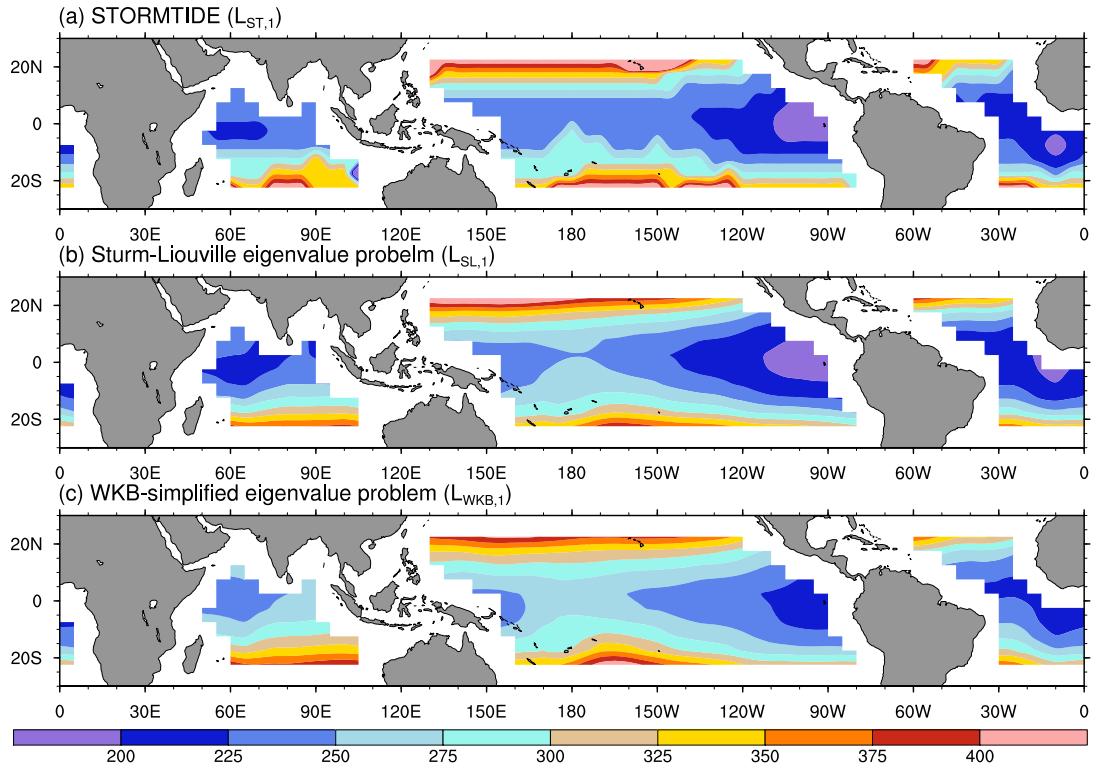 (a) STORMTIDE (L_ST,1)
20N
0
20S
0 30E 60E 90E 120E 150E 180 150W 120W 90W 60W 30W 0
(b) Sturm-Liouville eigenvalue probelm (L_SL,1)
20N
0
20S
0 30E 60E 90E 120E 150E 180 150W 120W 90W 60W 30W 0
(c) WKB-simplified eigenvalue problem (L_WKB,1)
20N
0
20S
0 30E 60E 90E 120E 150E 180 150W 120W 90W 60W 30W 0
200 225 250 275 300 325 350 375 400